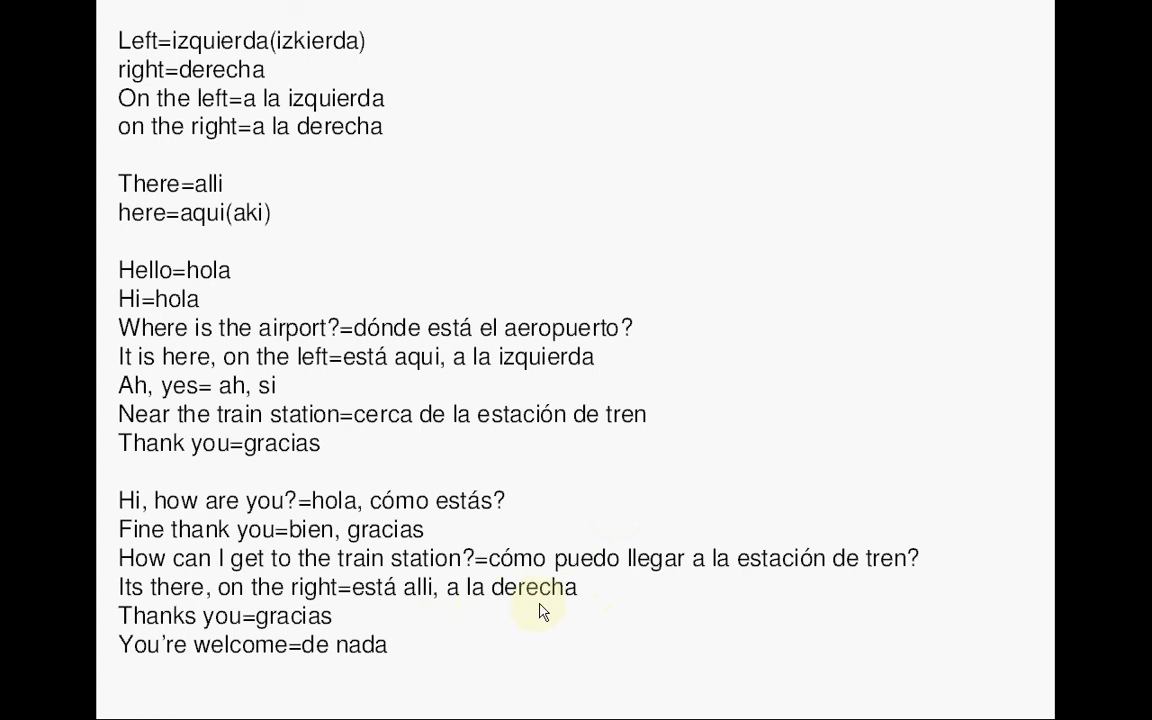 Left=izquierda(izkierda)
right=derecha
On the left=a la izquierda
on the right=a la derecha
There=alli
here=aqui(aki)
Hello=hola
Hi=hola
Where is the airport?=dónde está el aeropuerto?
It is here, on the left=está aqui, a la izquierda
Ah, yes= ah, si
Near the train station=cerca de la estación de tren
Thank you=gracias
Hi, how are you?=hola, cómo estás?
Fine thank you=bien, gracias
How can I get to the train station?=cómo puedo llegar a la estación de tren?
Its there, on the right=está alli, a la derecha
Thanks you=gracias
You’re welcome=de nada